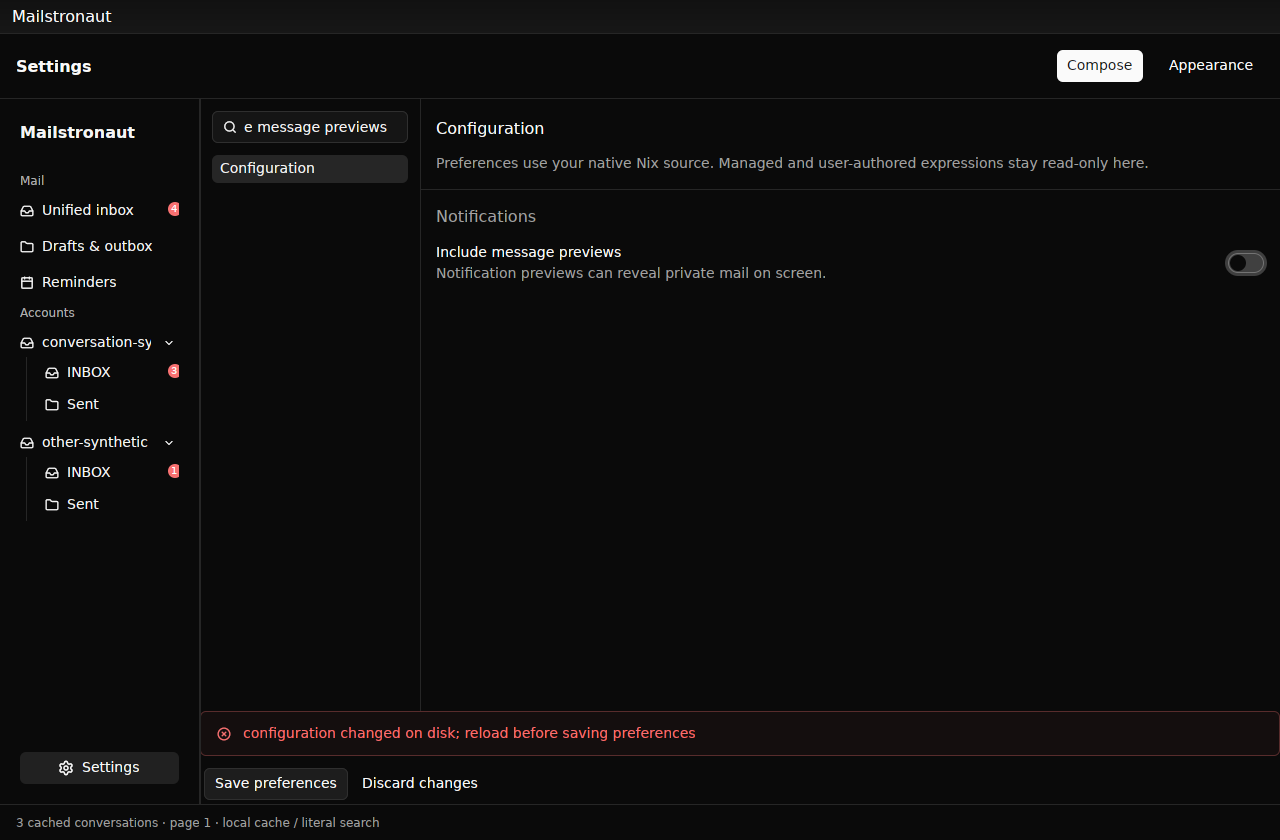 Mailstronaut
Settings
Compose
Appearance
Mailstronaut
Mail
Unified inbox
4
Drafts & outbox
Reminders
Accounts
conversation-sy
INBOX
3
Sent
other-synthetic
INBOX
1
Sent
Settings
e message previews
Configuration
Configuration
Preferences use your native Nix source. Managed and user-authored expressions stay read-only here.
Notifications
Include message previews
Notification previews can reveal private mail on screen.
configuration changed on disk; reload before saving preferences
Save preferences
Discard changes
3 cached conversations · page 1 · local cache / literal search